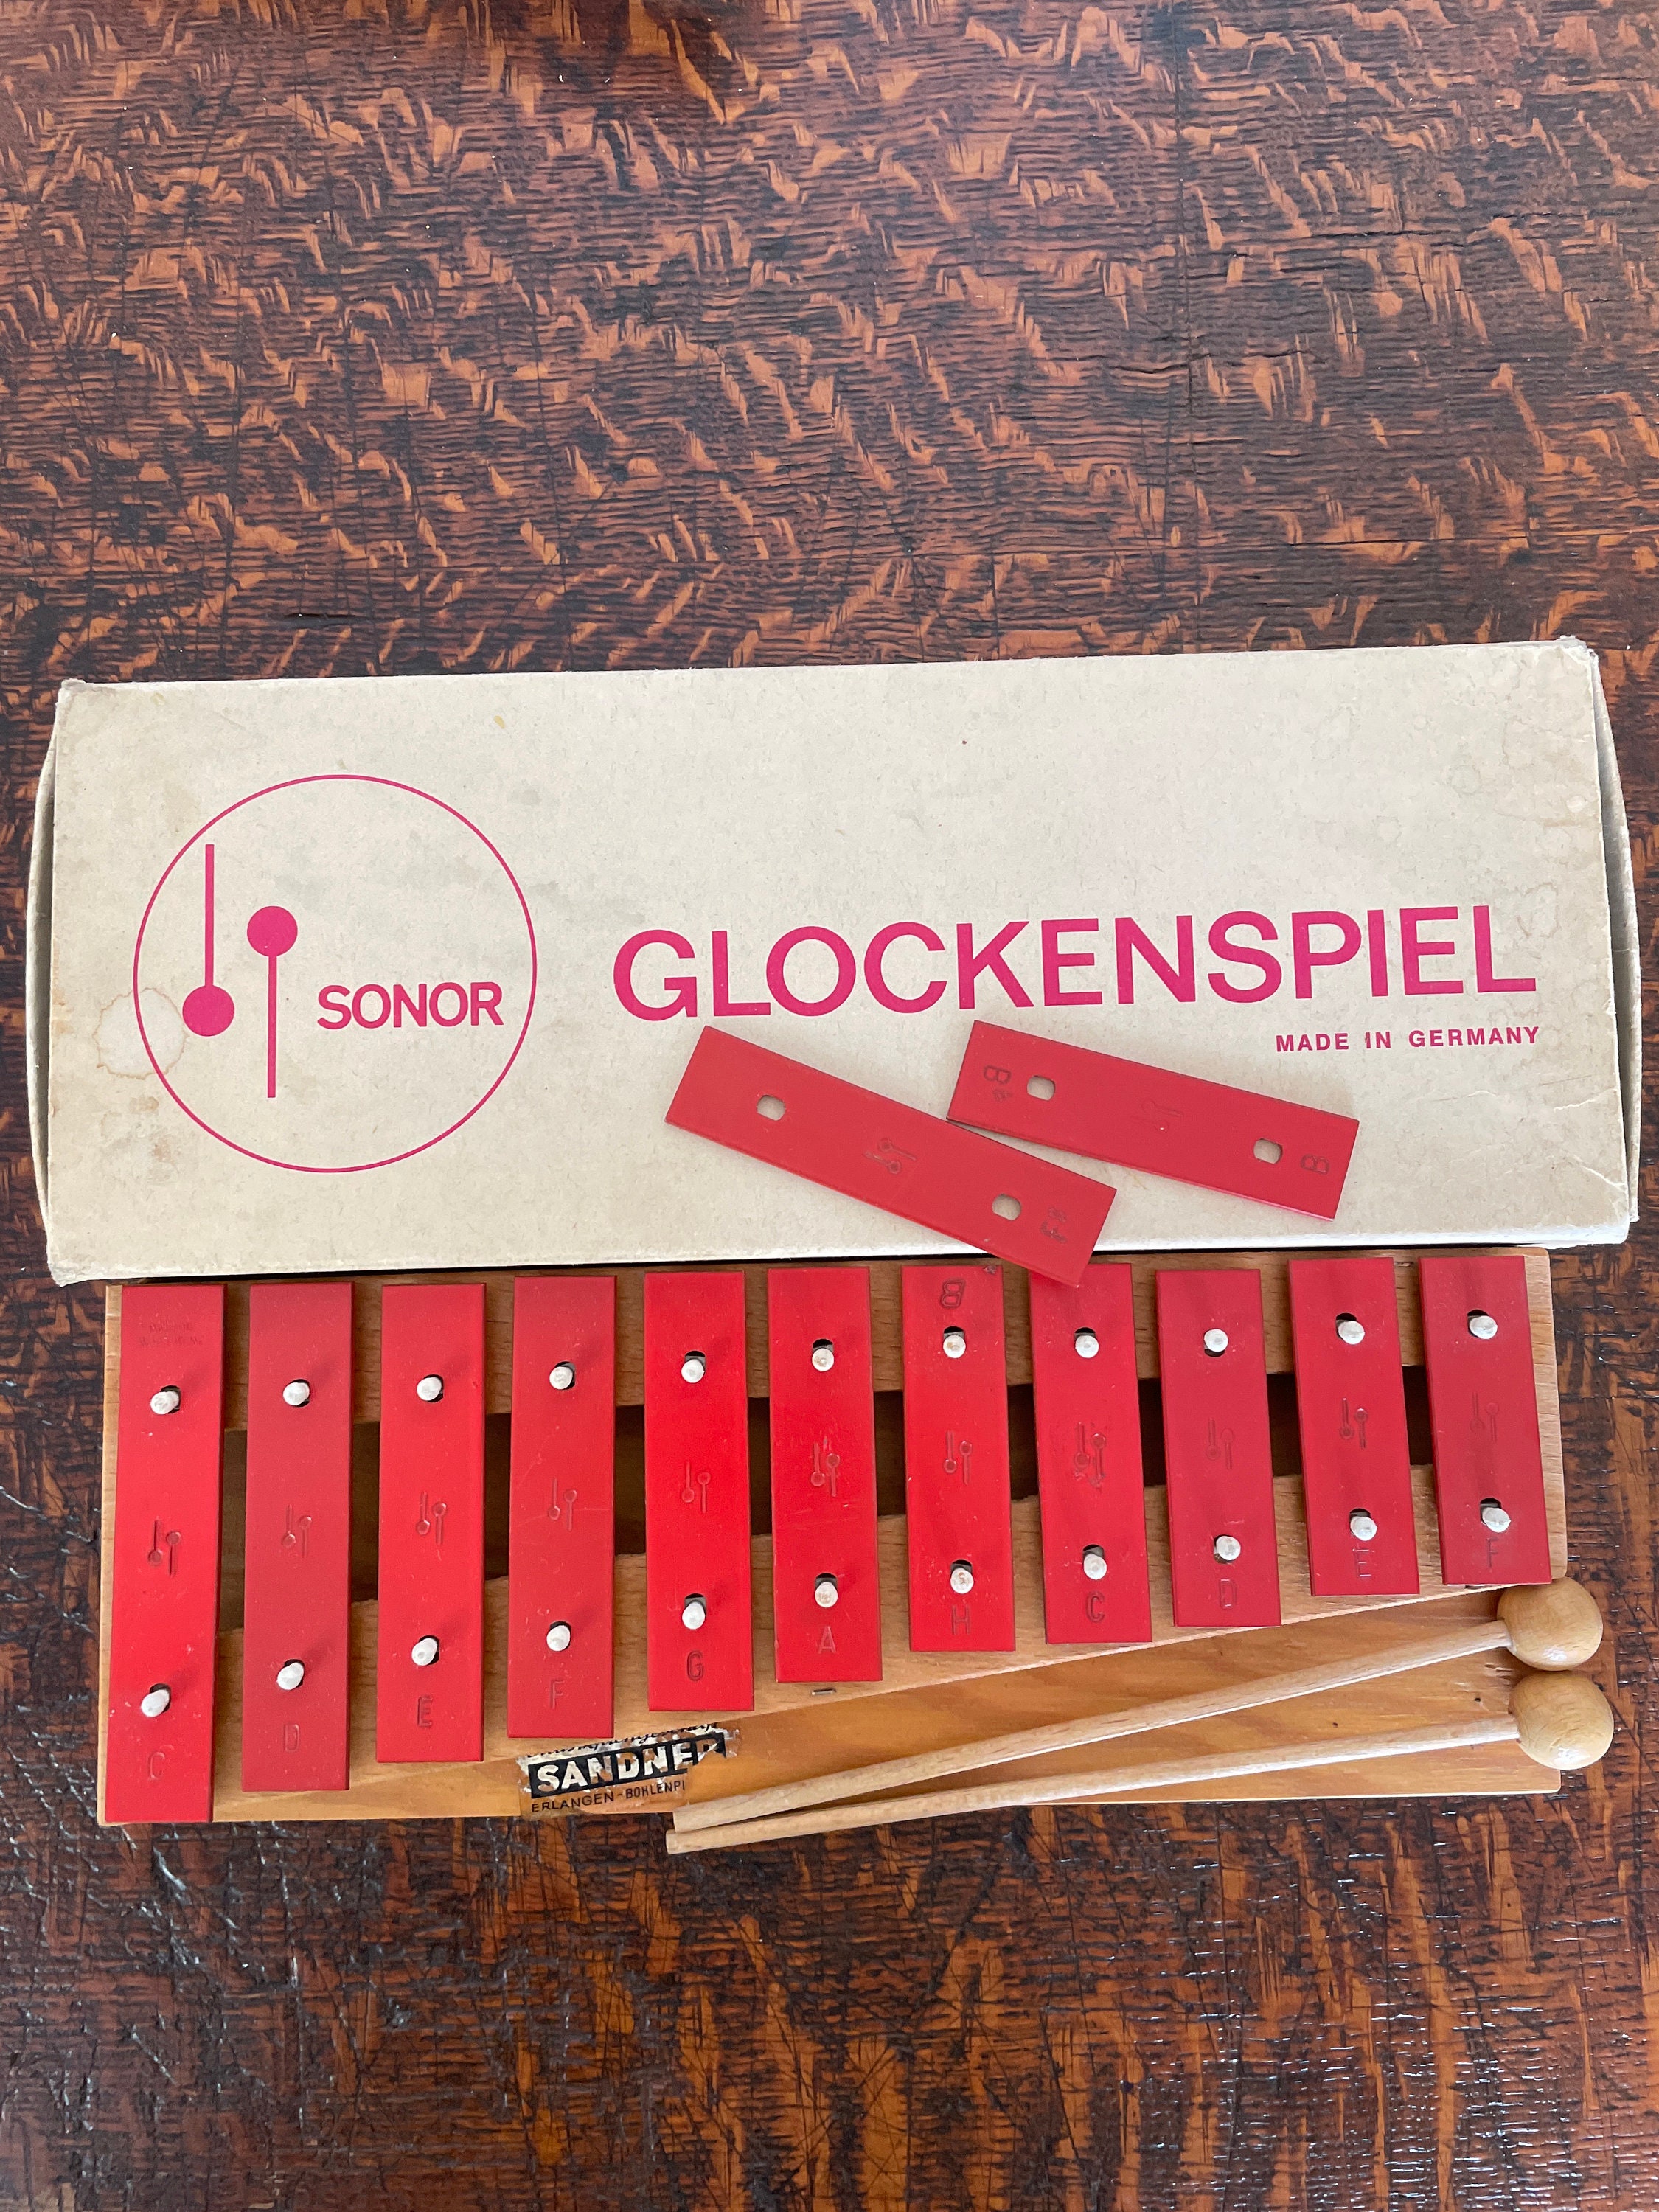 SONOR
GLOCKENSPIEL
MADE IN GERMANY
B
B
B
C
D
E
F
G
A
H
C
D
E
F
SANDNER
ERLANGEN-BOHLENPL